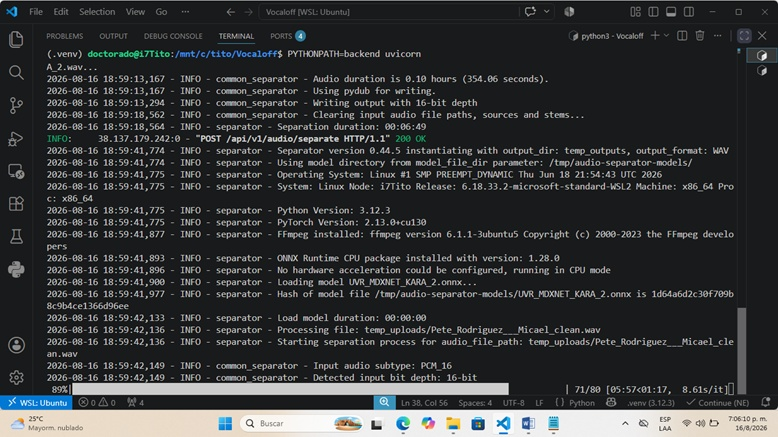 File Edit Selection View Go ··· Vocaloff [WSL: Ubuntu]
PROBLEMS OUTPUT DEBUG CONSOLE TERMINAL PORTS 4 python3 - Vocaloff
(.venv) doctorado@i7Tito:/mnt/c/tito/Vocaloff$ PYTHONPATH=backend uvicorn
A_2.wav...
2026-08-16 18:59:13,167 - INFO - common_separator - Audio duration is 0.10 hours (354.06 seconds).
2026-08-16 18:59:13,167 - INFO - common_separator - Using pydub for writing.
2026-08-16 18:59:13,294 - INFO - common_separator - Writing output with 16-bit depth
2026-08-16 18:59:18,562 - INFO - common_separator - Clearing input audio file paths, sources and stems...
2026-08-16 18:59:18,564 - INFO - separator - Separation duration: 00:06:49
INFO: 38.137.179.242:0 - "POST /api/v1/audio/separate HTTP/1.1" 200 OK
2026-08-16 18:59:41,774 - INFO - separator - Separator version 0.44.5 instantiating with output_dir: temp_outputs, output_format: WAV
2026-08-16 18:59:41,774 - INFO - separator - Using model directory from model_file_dir parameter: /tmp/audio-separator-models/
2026-08-16 18:59:41,775 - INFO - separator - Operating System: Linux #1 SMP PREEMPT_DYNAMIC Thu Jun 18 21:54:43 UTC 2026
2026-08-16 18:59:41,775 - INFO - separator - System: Linux Node: i7Tito Release: 6.18.33.2-microsoft-standard-WSL2 Machine: x86_64 Pro
c: x86_64
2026-08-16 18:59:41,775 - INFO - separator - Python Version: 3.12.3
2026-08-16 18:59:41,775 - INFO - separator - PyTorch Version: 2.13.0+cu130
2026-08-16 18:59:41,877 - INFO - separator - FFmpeg installed: ffmpeg version 6.1.1-3ubuntu5 Copyright (c) 2000-2023 the FFmpeg develo
pers
2026-08-16 18:59:41,893 - INFO - separator - ONNX Runtime CPU package installed with version: 1.28.0
2026-08-16 18:59:41,896 - INFO - separator - No hardware acceleration could be configured, running in CPU mode
2026-08-16 18:59:41,900 - INFO - separator - Loading model UVR_MDXNET_KARA_2.onnx...
2026-08-16 18:59:41,977 - INFO - separator - Hash of model file /tmp/audio-separator-models/UVR_MDXNET_KARA_2.onnx is 1d64a6d2c30f709b
8c9b4ce1366d96ee
2026-08-16 18:59:42,133 - INFO - separator - Load model duration: 00:00:00
2026-08-16 18:59:42,136 - INFO - separator - Processing file: temp_uploads/Pete_Rodriguez___Micael_clean.wav
2026-08-16 18:59:42,136 - INFO - separator - Starting separation process for audio_file_path: temp_uploads/Pete_Rodriguez___Micael_cle
an.wav
2026-08-16 18:59:42,149 - INFO - common_separator - Input audio subtype: PCM_16
2026-08-16 18:59:42,149 - INFO - common_separator - Detected input bit depth: 16-bit
89%| | 71/80 [05:57<01:17, 8.61s/it]
WSL: Ubuntu 0 0 4 Ln 38, Col 56 Spaces: 4 UTF-8 LF {} Python .venv (3.12.3) Continue (NE)
25°C
Mayorm. nublado
Buscar
ESP
LAA
7:06:10 p. m.
16/8/2026